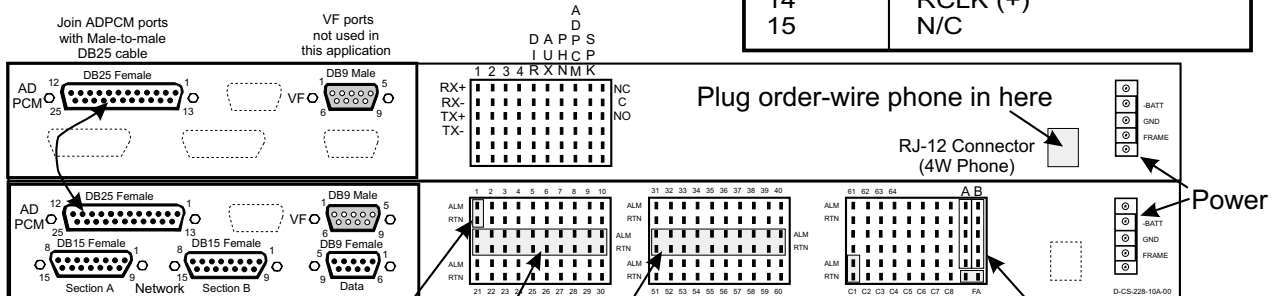 14 RCLK (+)
15 N/C
Join ADPCM ports
with Male-to-male
DB25 cable
VF ports
not used in
this application
A
D
D A P S
I U H C P
1 2 3 4 R X N M K
DB25 Female
DB9 Male
AD
PCM
12
1
25
13
VF
1
5
6
9
RX+
RX-
TX+
TX-
NC
C
NO
Plug order-wire phone in here
RJ-12 Connector
(4W Phone)
-BATT
GND
FRAME
Power
DB25 Female
DB9 Male
AD
PCM
12
1
25
13
VF
1
5
6
9
DB15 Female
DB15 Female
DB9 Female
8
1
15
9
8
1
15
9
5
1
9
6
Section A
Network
Section B
Data
1 2 3 4 5 6 7 8 9 10
ALM
RTN
ALM
RTN
ALM
RTN
21 22 23 24 25 26 27 28 29 30
31 32 33 34 35 36 37 38 39 40
ALM
RTN
ALM
RTN
ALM
RTN
51 52 53 54 55 56 57 58 59 60
61 62 63 64
A B
ALM
RTN
ALM
RTN
C1 C2 C3 C4 C5 C6 C7 C8 FA
-BATT
GND
FRAME
D-CS-228-10A-00